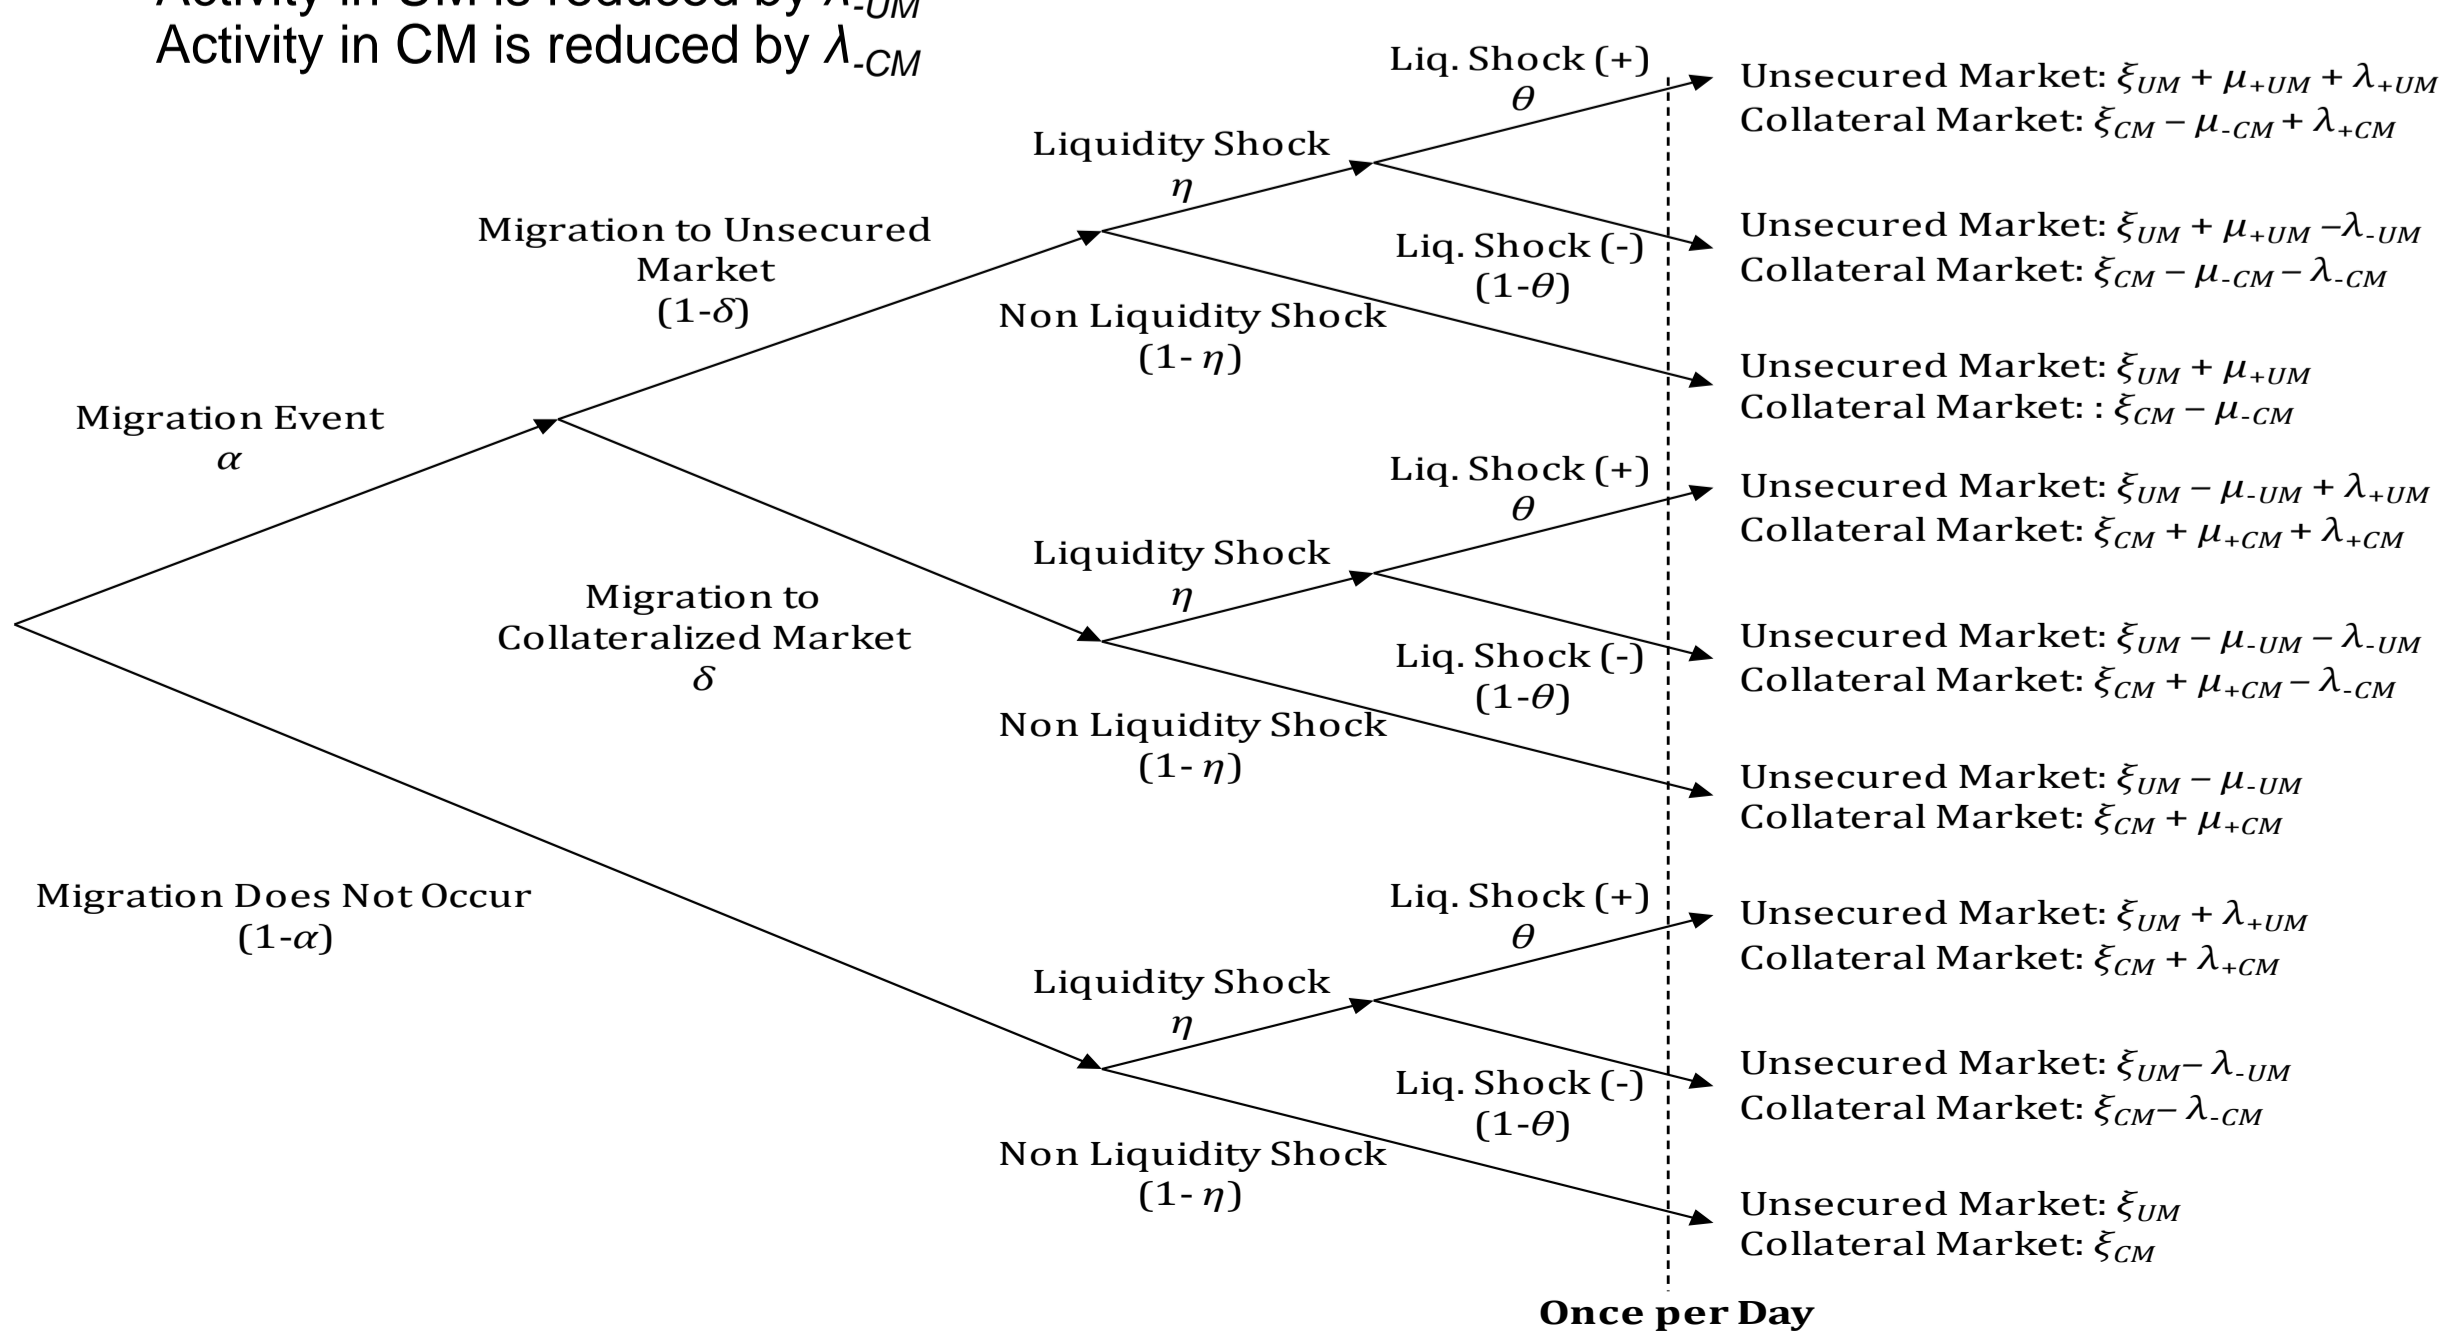 Activity in CM is reduced by λ-UM
Activity in CM is reduced by λ-CM
Migration Event
α
Migration Does Not Occur
(1-α)
Migration to Unsecured
Market
(1-δ)
Migration to
Collateralized Market
δ
Liquidity Shock
η
Non Liquidity Shock
(1- η)
Liq. Shock (+)
θ
Liq. Shock (-)
(1-θ)
Unsecured Market: ξUM + μ+UM + λ+UM
Collateral Market: ξCM – μ-CM + λ+CM
Unsecured Market: ξUM + μ+UM –λ-UM
Collateral Market: ξCM – μ-CM – λ-CM
Unsecured Market: ξUM + μ+UM
Collateral Market: : ξCM – μ-CM
Liquidity Shock
η
Non Liquidity Shock
(1- η)
Liq. Shock (+)
θ
Liq. Shock (-)
(1-θ)
Unsecured Market: ξUM – μ-UM + λ+UM
Collateral Market: ξCM + μ+CM + λ+CM
Unsecured Market: ξUM – μ-UM – λ-UM
Collateral Market: ξCM + μ+CM – λ-CM
Unsecured Market: ξUM – μ-UM
Collateral Market: ξCM + μ+CM
Liquidity Shock
η
Non Liquidity Shock
(1- η)
Liq. Shock (+)
θ
Liq. Shock (-)
(1-θ)
Unsecured Market: ξUM + λ+UM
Collateral Market: ξCM + λ+CM
Unsecured Market: ξUM– λ-UM
Collateral Market: ξCM– λ-CM
Unsecured Market: ξUM
Collateral Market: ξCM
Once per Day